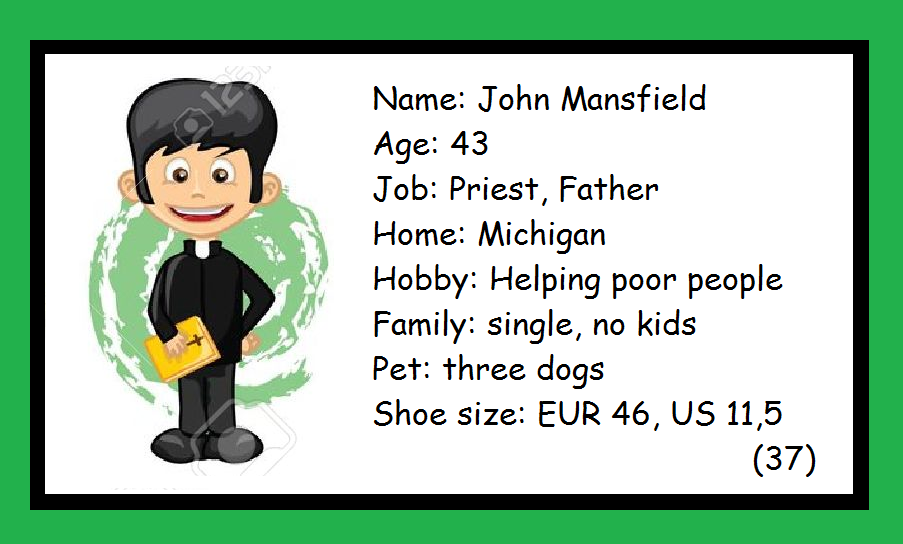 Name: John Mansfield
Age: 43
Job: Priest, Father
Home: Michigan
Hobby: Helping poor people
Family: single, no kids
Pet: three dogs
Shoe size: EUR 46, US 11,5
(37)